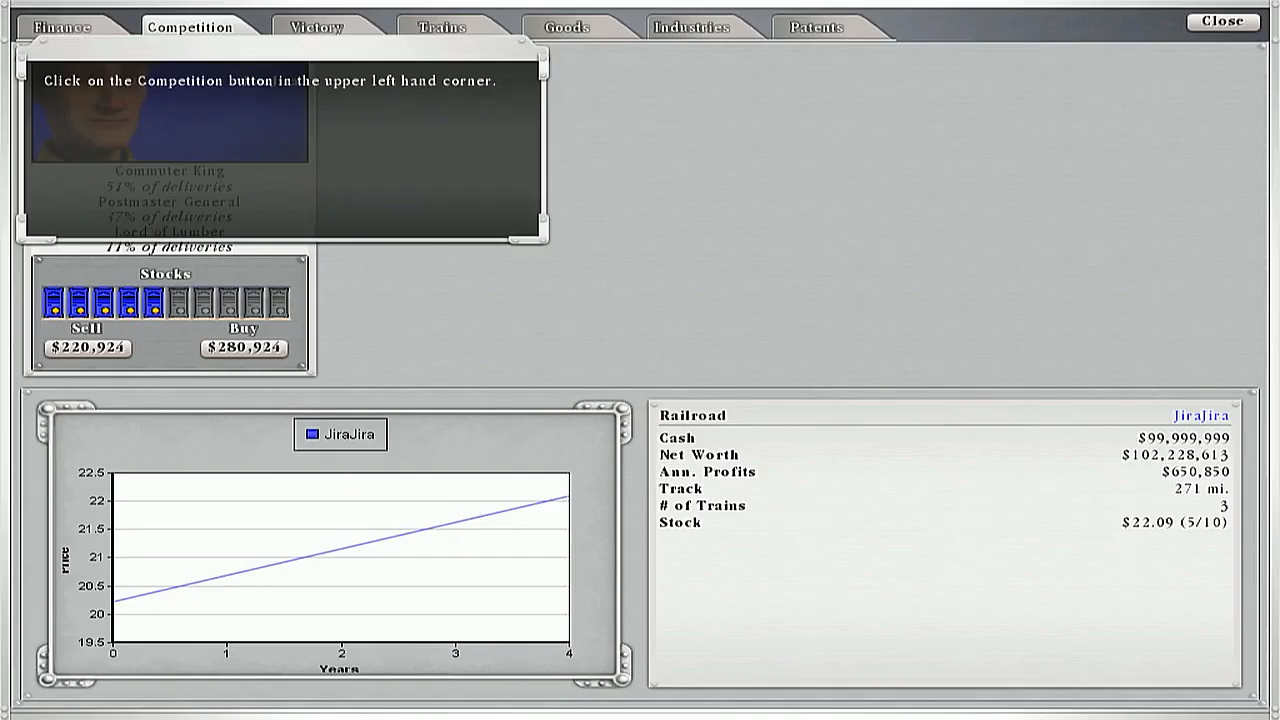 Finance Competition Victory Trains Goods Industries Patents Close
Click on the Competition button in the upper left hand corner.
Commuter King
51% of deliveries
Postmaster General
37% of deliveries
Lord of Lumber
11% of deliveries
Stocks
Sell Buy
$220,924 $280,924
JiraJira
22.5
22
21.5
21
20.5
20
19.5
Price
0 1 2 3 4
Years
Railroad JiraJira
Cash $99,999,999
Net Worth $102,228,613
Ann. Profits $650,850
Track 271 mi.
# of Trains 3
Stock $22.09 (5/10)